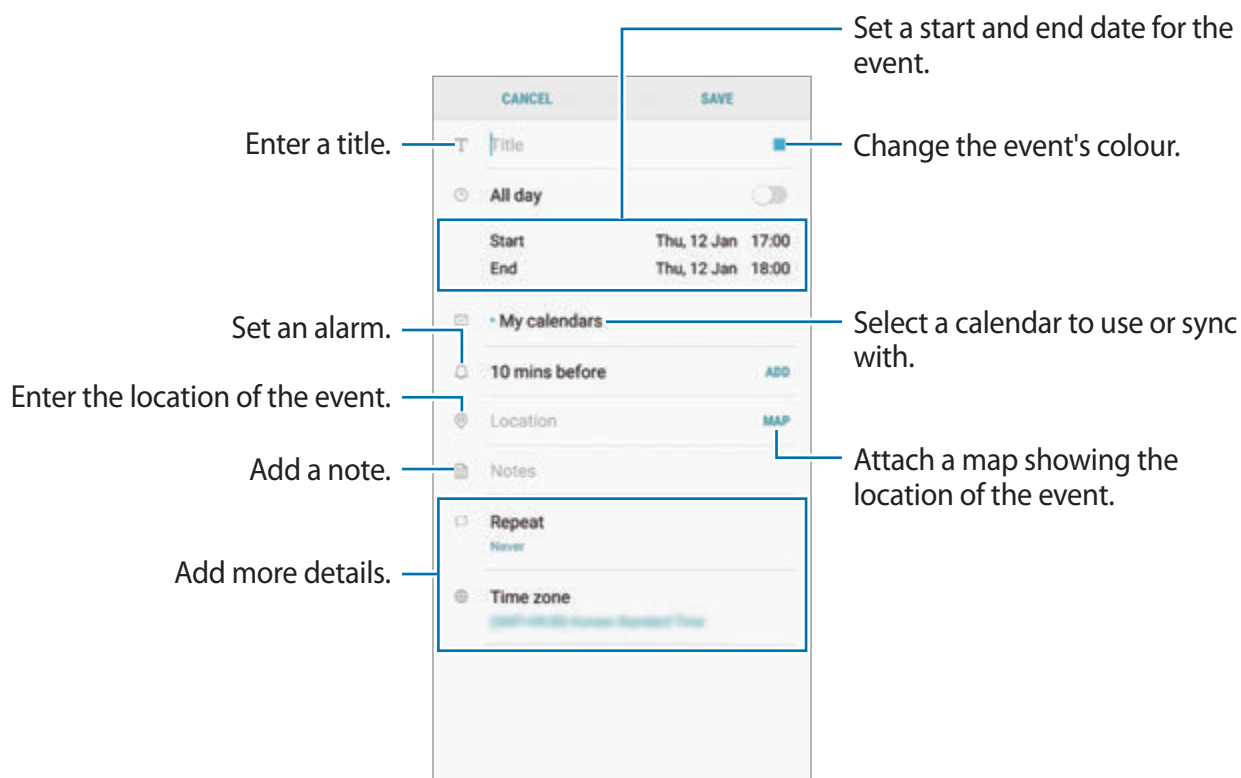 Set a start and end date for the
event.
CANCEL SAVE
Enter a title.
T Title
Change the event's colour.
All day
Start Thu, 12 Jan 17:00
End Thu, 12 Jan 18:00
Set an alarm.
My calendars
Select a calendar to use or sync
with.
10 mins before ADD
Enter the location of the event.
Location MAP
Add a note.
Notes
Attach a map showing the
location of the event.
Repeat
Never
Add more details.
Time zone
Korean Standard Time